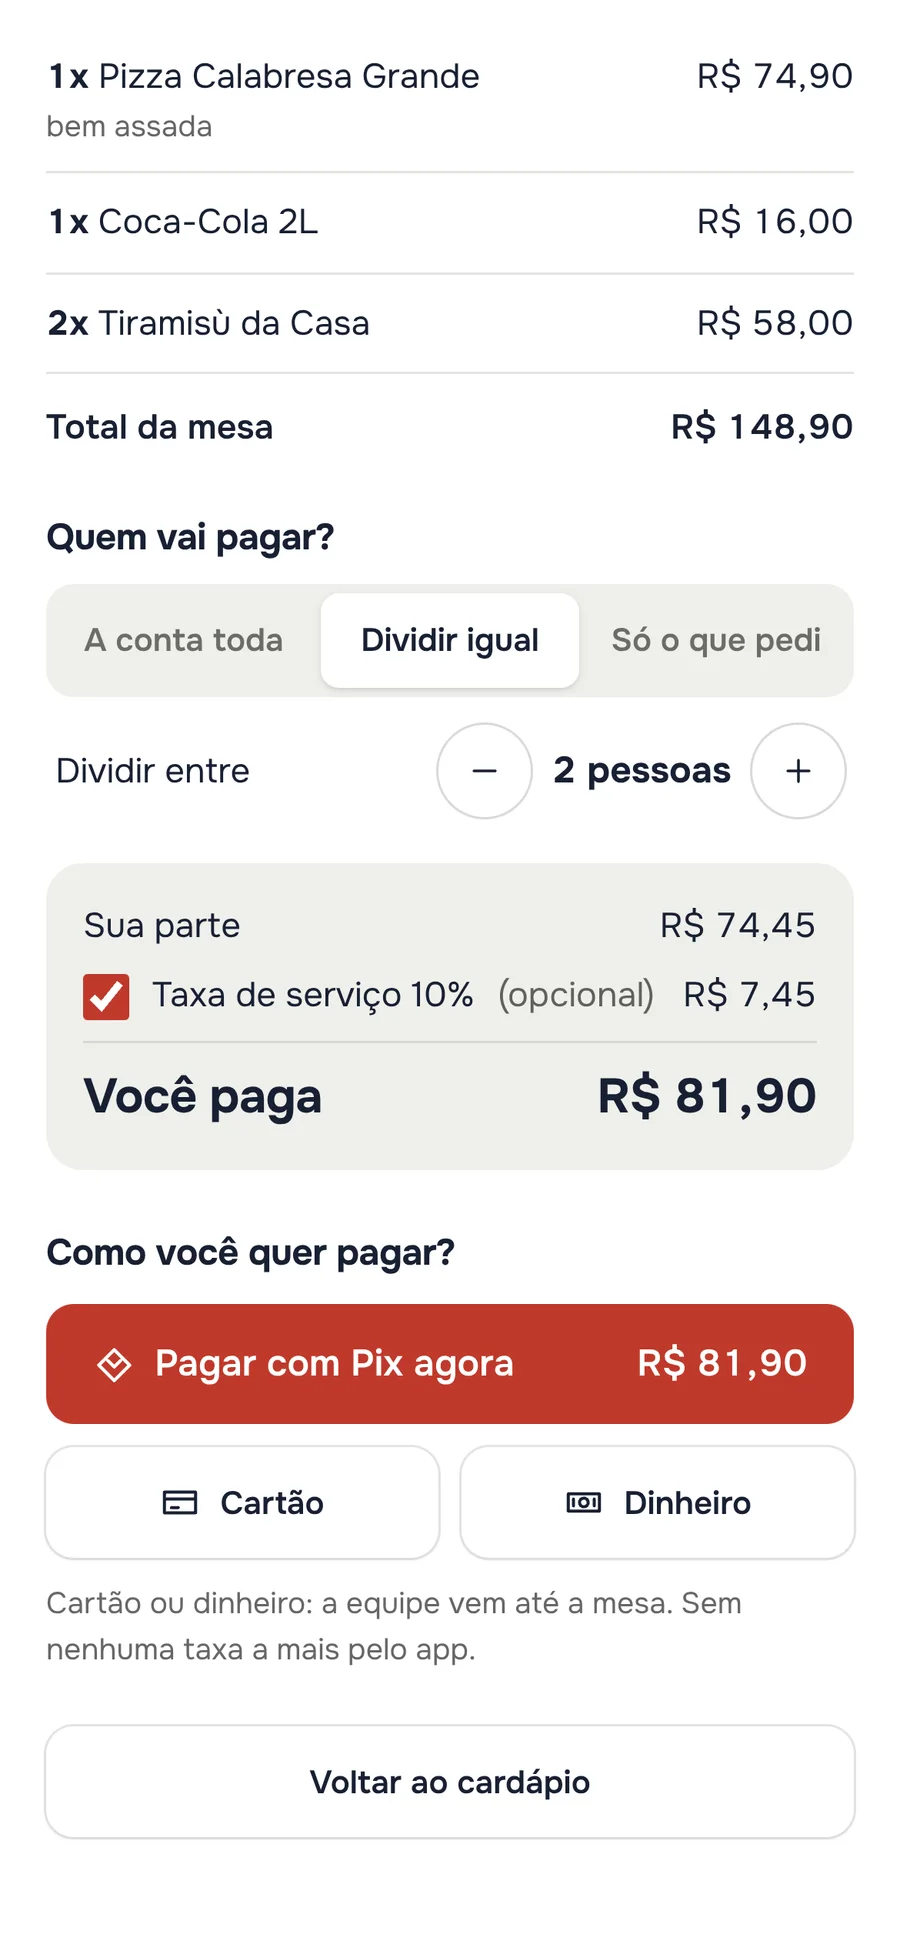 1x Pizza Calabresa Grande R$ 74,90
bem assada
1x Coca-Cola 2L R$ 16,00
2x Tiramisù da Casa R$ 58,00
Total da mesa R$ 148,90
Quem vai pagar?
A conta toda Dividir igual Só o que pedi
Dividir entre − 2 pessoas +
Sua parte R$ 74,45
Taxa de serviço 10% (opcional) R$ 7,45
Você paga R$ 81,90
Como você quer pagar?
Pagar com Pix agora R$ 81,90
Cartão Dinheiro
Cartão ou dinheiro: a equipe vem até a mesa. Sem
nenhuma taxa a mais pelo app.
Voltar ao cardápio